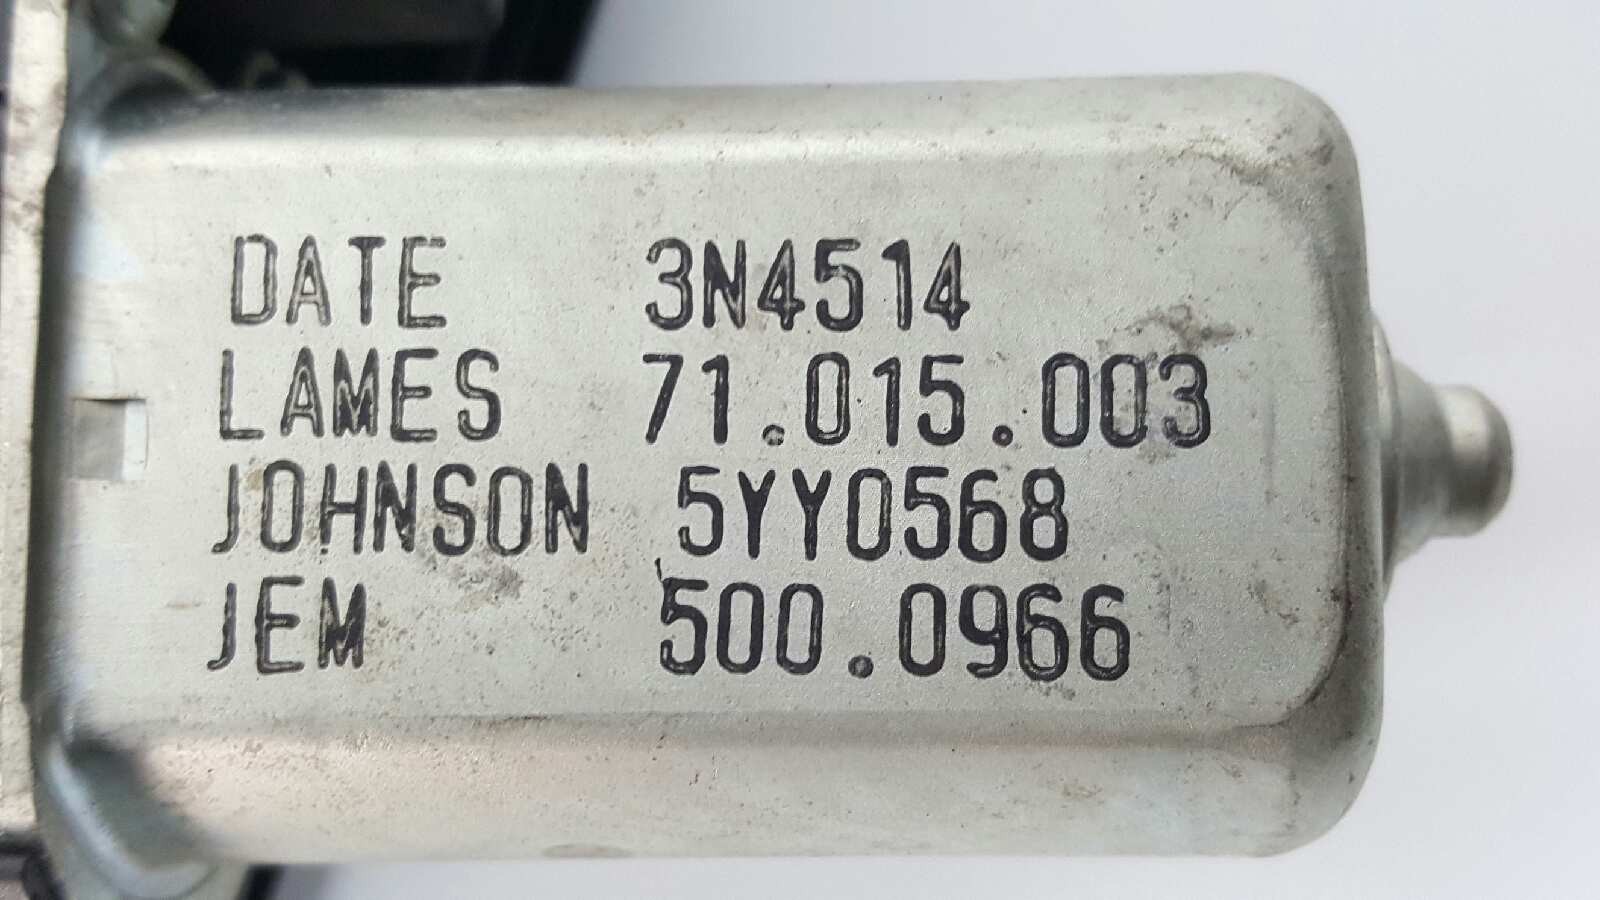 DATE 3N4514
LAMES 71.015.003
JOHNSON 5YY0568
JEM 500.0966